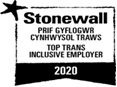 Stonewall
PRIF GYFLOGWR
CYNHWYSOL TRAWS
TOP TRANS
INCLUSIVE EMPLOYER
2020